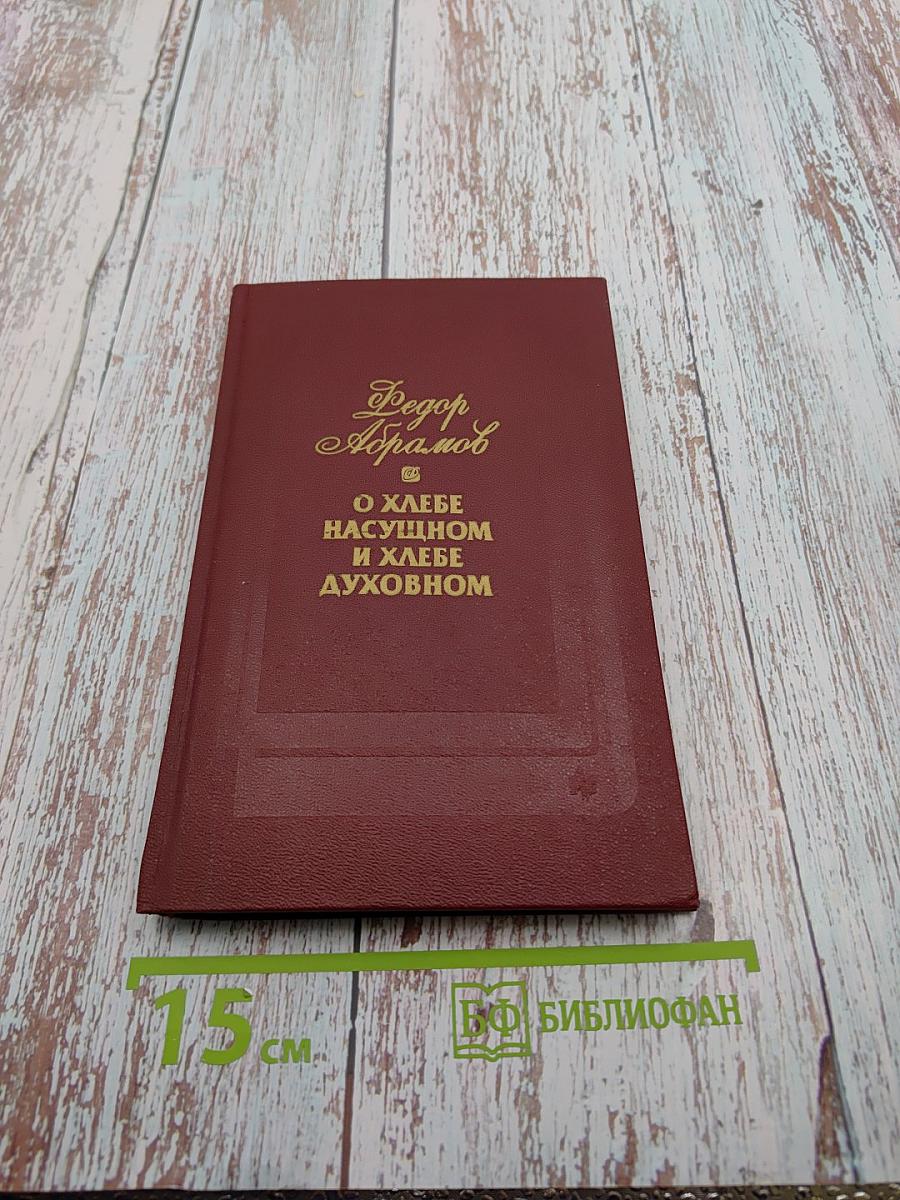 Федор
Абрамов
О ХЛЕБЕ
НАСУЩНОМ
И ХЛЕБЕ
ДУХОВНОМ
15 см
БФ БИБЛИОФАН